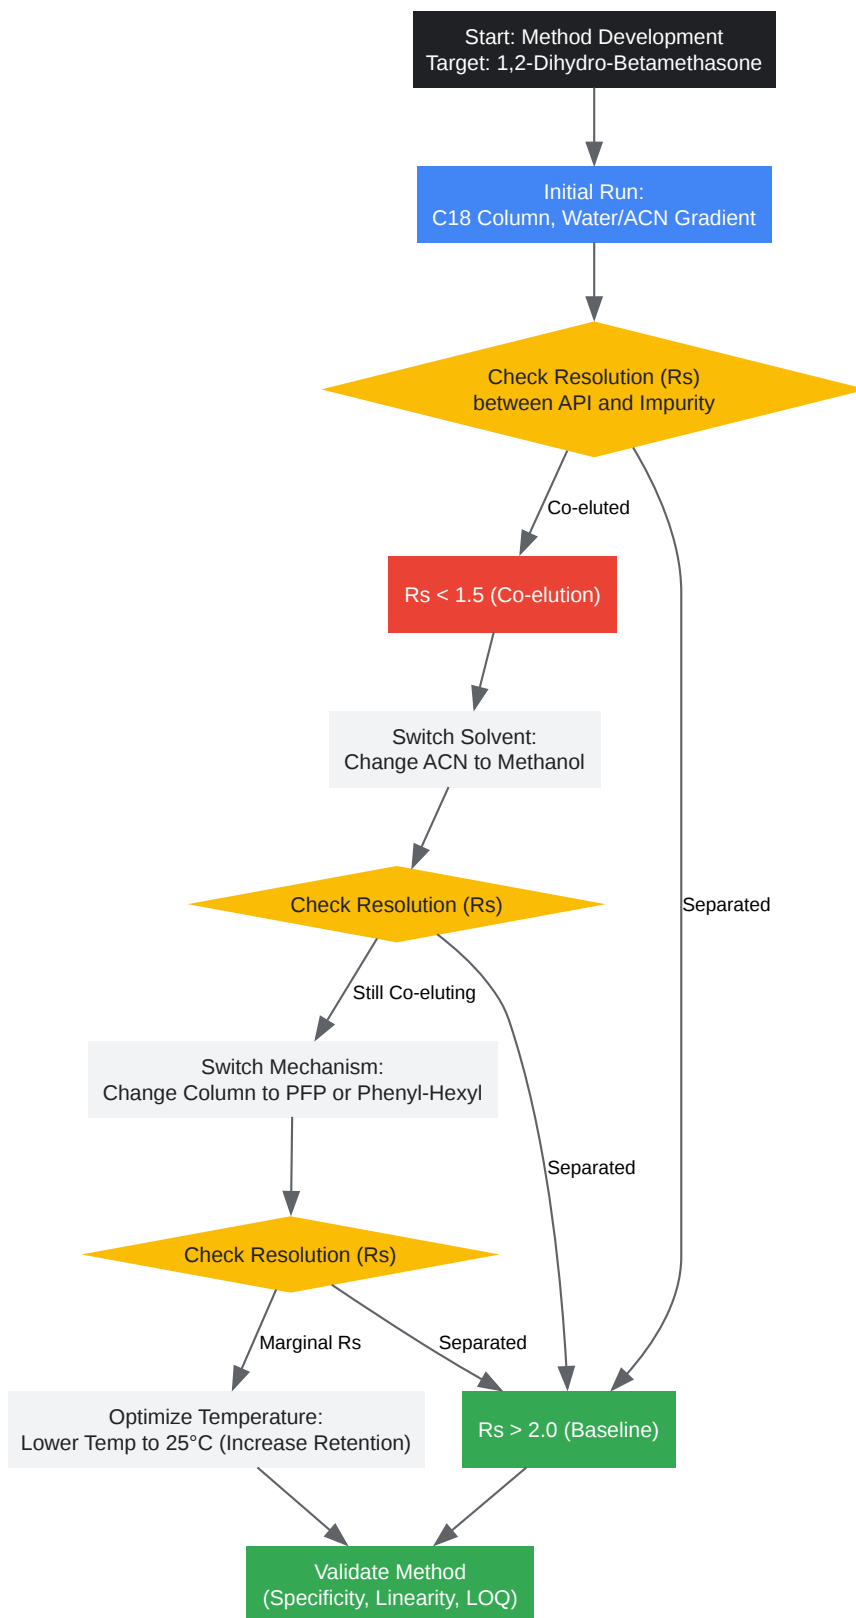 Start: Method Development
Target: 1,2-Dihydro-Betamethasone
Initial Run:
C18 Column, Water/ACN Gradient
Check Resolution (Rs)
between API and Impurity
Co-eluted
Rs < 1.5 (Co-elution)
Switch Solvent:
Change ACN to Methanol
Check Resolution (Rs)
Separated
Still Co-eluting
Switch Mechanism:
Change Column to PFP or Phenyl-Hexyl
Separated
Check Resolution (Rs)
Marginal Rs
Separated
Optimize Temperature:
Lower Temp to 25°C (Increase Retention)
Rs > 2.0 (Baseline)
Validate Method
(Specificity, Linearity, LOQ)